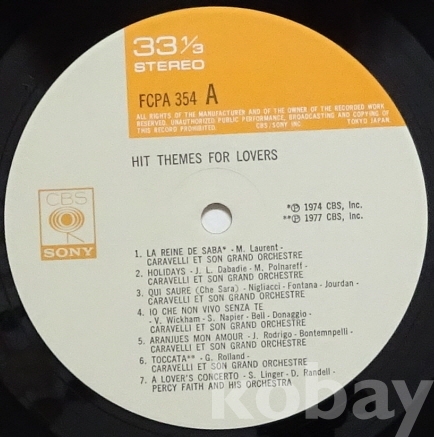 33 1/3
STEREO
FCPA 354 A
ALL RIGHTS OF THE MANUFACTURER AND OF THE OWNER OF THE RECORDED WORK
RESERVED. UNAUTHORIZED PUBLIC PERFORMANCE, BROADCASTING AND COPYING OF
THIS RECORD PROHIBITED. CBS/SONY INC. TOKYO JAPAN
HIT THEMES FOR LOVERS
CBS
SONY
*℗ 1974 CBS, Inc.
**℗ 1977 CBS, Inc.
1. LA REINE DE SABA* - M. Laurent -
CARAVELLI ET SON GRAND ORCHESTRE
2. HOLIDAYS - J. L. Dabadie - M. Polnareff -
CARAVELLI ET SON GRAND ORCHESTRE
3. QUI SAURE (Che Sara) - Nigliacci - Fontana - Jourdan -
CARAVELLI ET SON GRAND ORCHESTRE
4. IO CHE NON VIVO SENZA TE
- V. Wickham - S. Napier - Bell - Donaggio -
CARAVELLI ET SON GRAND ORCHESTRE
5. ARANJUES MON AMOUR - J. Rodrigo - Bontemnpelli -
CARAVELLI ET SON GRAND ORCHESTRE
6. TOCCATA** - G. Rolland -
CARAVELLI ET SON GRAND ORCHESTRE
7. A LOVER'S CONCERTO - S. Linger - D. Randell -
PERCY FAITH AND HIS ORCHESTRA
kobay